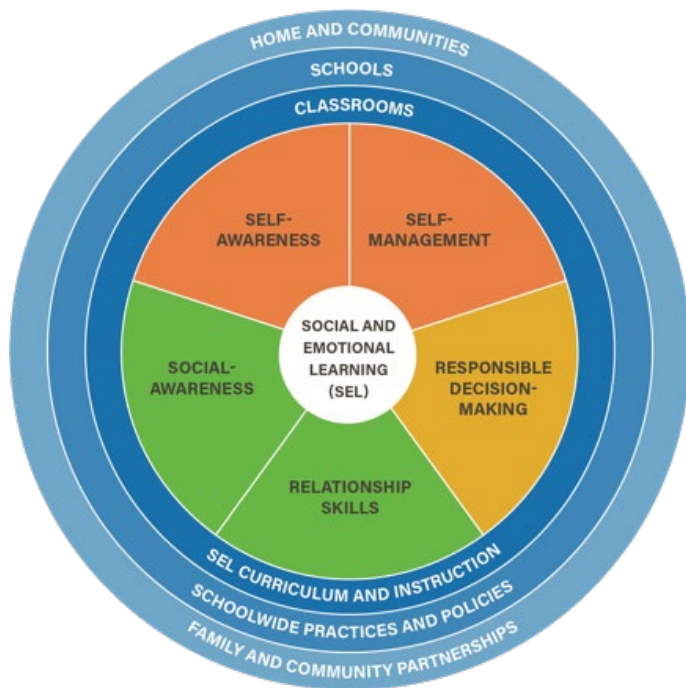 HOME AND COMMUNITIES
SCHOOLS
CLASSROOMS
SELF-
AWARENESS
SELF-
MANAGEMENT
SOCIAL AND
EMOTIONAL
LEARNING
(SEL)
SOCIAL-
AWARENESS
RESPONSIBLE
DECISION-
MAKING
RELATIONSHIP
SKILLS
SEL CURRICULUM AND INSTRUCTION
SCHOOLWIDE PRACTICES AND POLICIES
FAMILY AND COMMUNITY PARTNERSHIPS